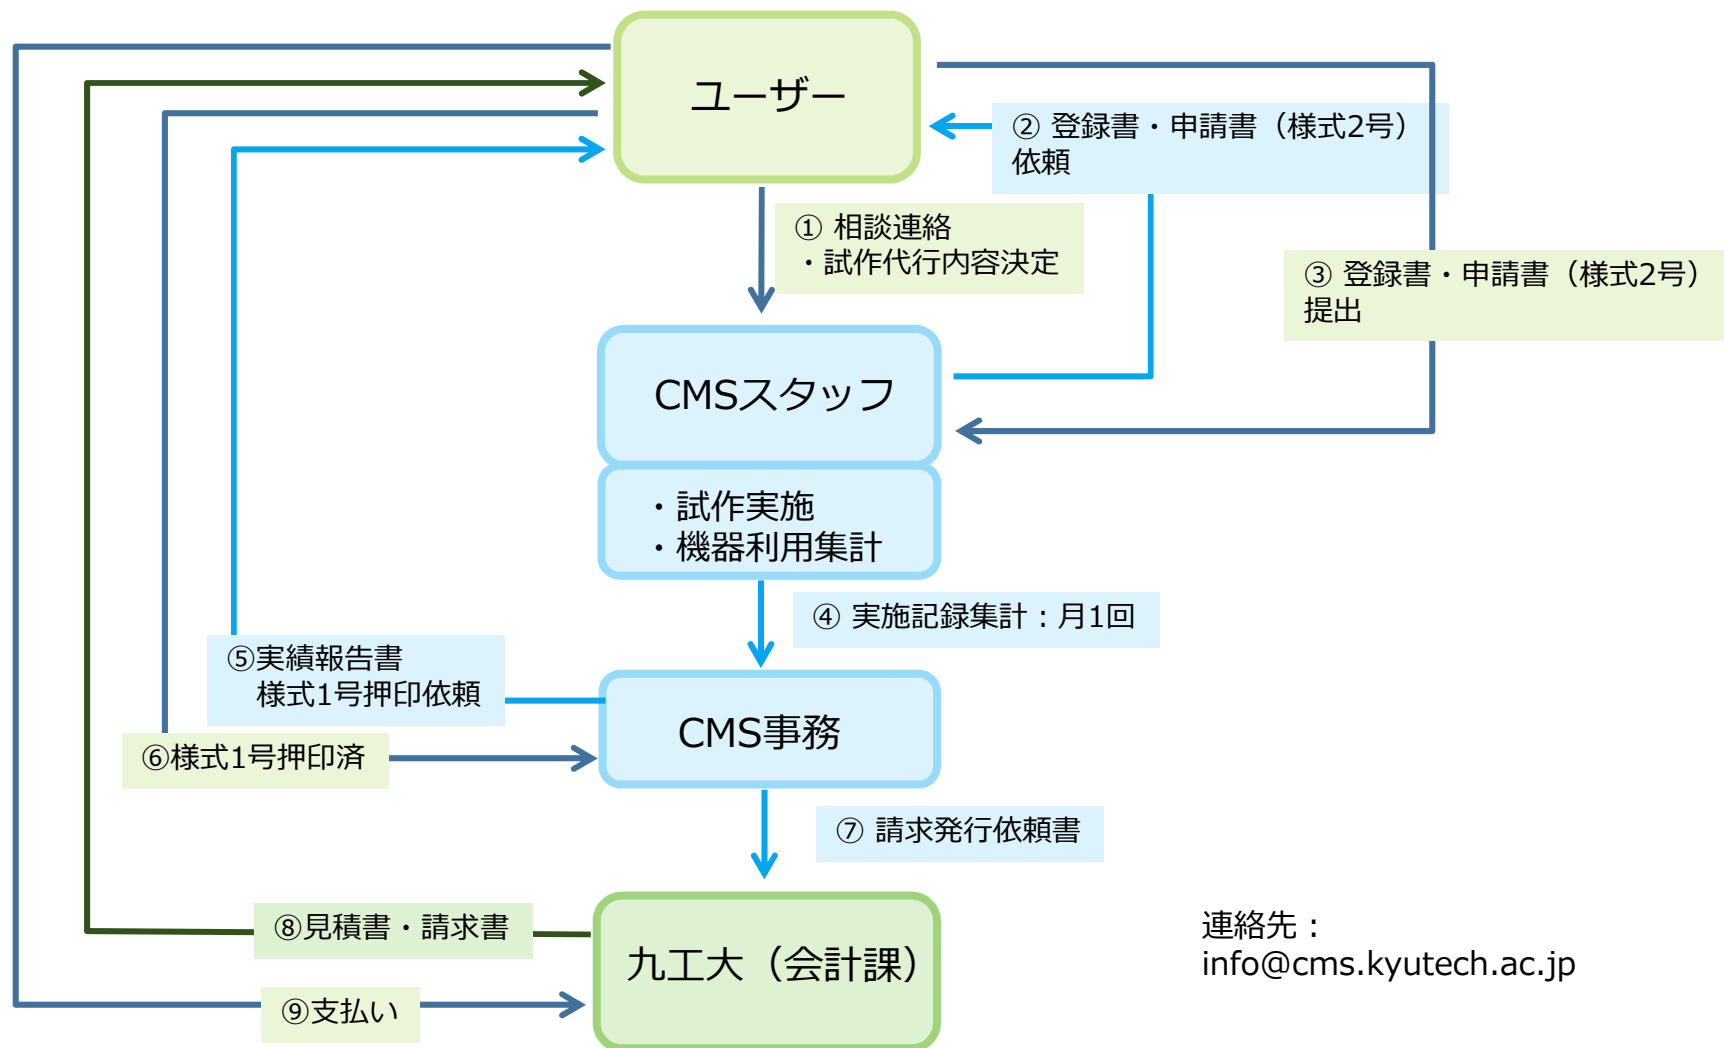 ユーザー
② 登録書・申請書（様式2号）
依頼
① 相談連絡
・試作代行内容決定
③ 登録書・申請書（様式2号）
提出
CMSスタッフ
・試作実施
・機器利用集計
④ 実施記録集計：月1回
⑤実績報告書
様式1号押印依頼
CMS事務
⑥様式1号押印済
⑦ 請求発行依頼書
⑧見積書・請求書
九工大（会計課）
連絡先：
info@cms.kyutech.ac.jp
⑨支払い